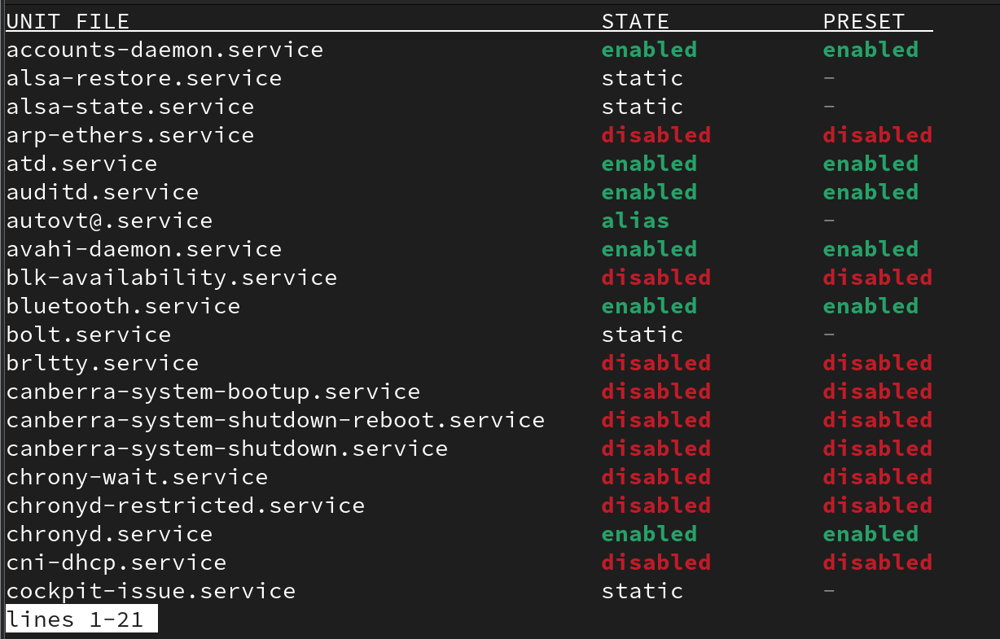 UNIT FILE STATE PRESET
accounts-daemon.service enabled enabled
alsa-restore.service static -
alsa-state.service static -
arp-ethers.service disabled disabled
atd.service enabled enabled
auditd.service enabled enabled
autovt@.service alias -
avahi-daemon.service enabled enabled
blk-availability.service disabled disabled
bluetooth.service enabled enabled
bolt.service static -
brltty.service disabled disabled
canberra-system-bootup.service disabled disabled
canberra-system-shutdown-reboot.service disabled disabled
canberra-system-shutdown.service disabled disabled
chrony-wait.service disabled disabled
chronyd-restricted.service disabled disabled
chronyd.service enabled enabled
cni-dhcp.service disabled disabled
cockpit-issue.service static -
lines 1-21